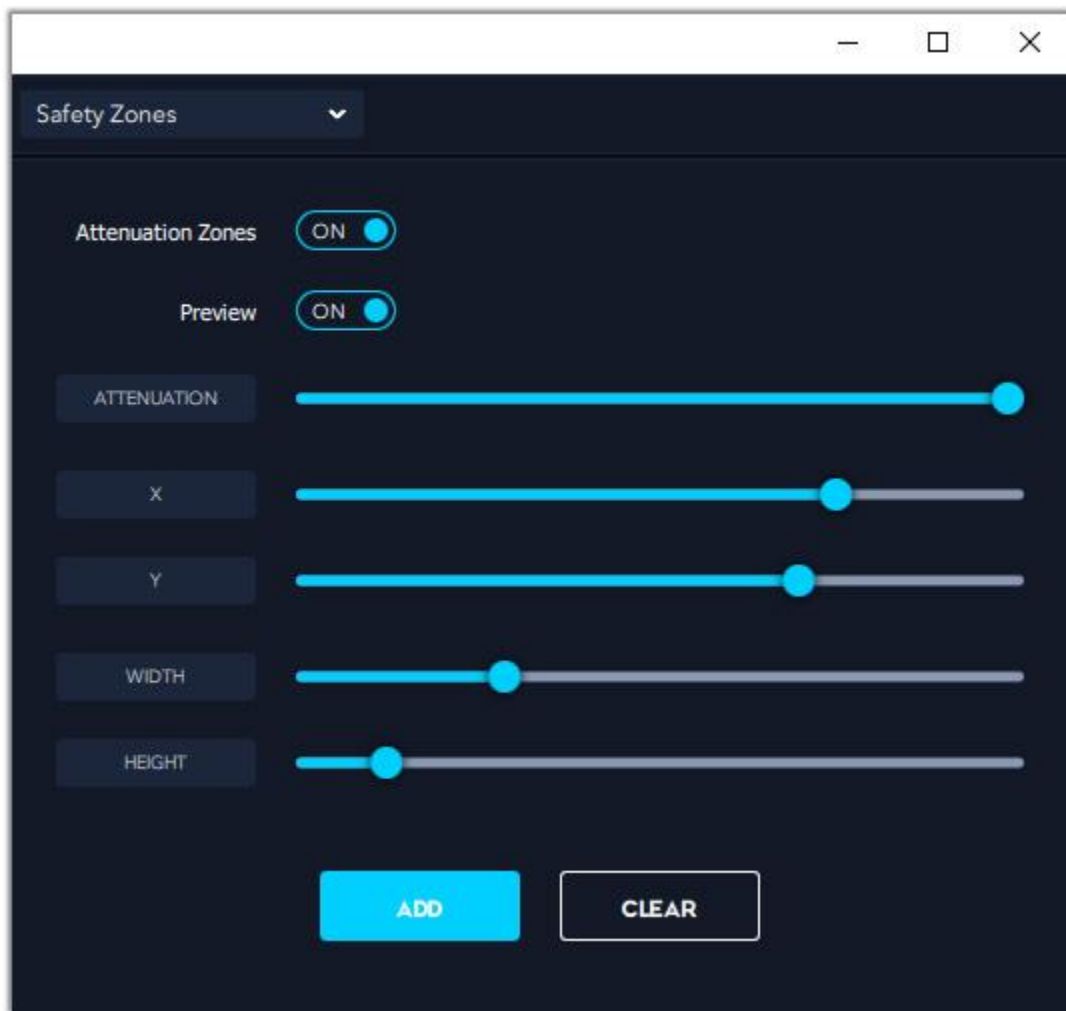 Safety Zones
Attenuation Zones ON
Preview ON
ATTENUATION
X
Y
WIDTH
HEIGHT
ADD CLEAR